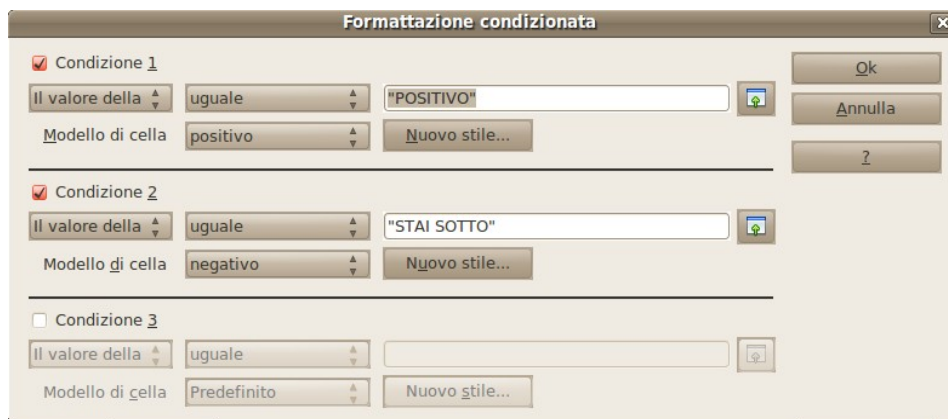 Formattazione condizionata
Condizione 1
Il valore della uguale "POSITIVO"
Modello di cella positivo Nuovo stile...
Condizione 2
Il valore della uguale "STAI SOTTO"
Modello di cella negativo Nuovo stile...
Condizione 3
Il valore della uguale
Modello di cella Predefinito Nuovo stile...
Ok
Annulla
?